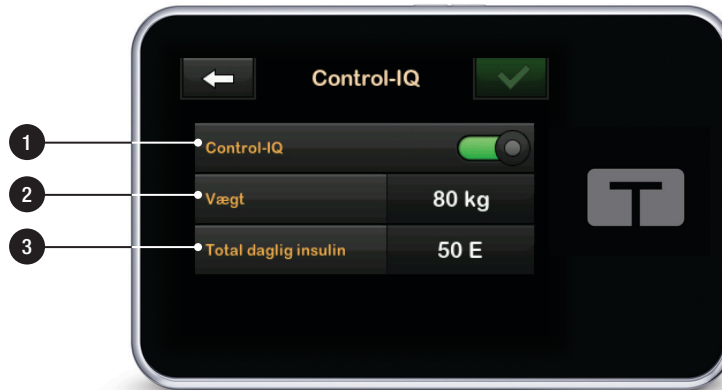 Control-IQ
1 Control-IQ
2 Vægt 80 kg
3 Total daglig insulin 50 E
T